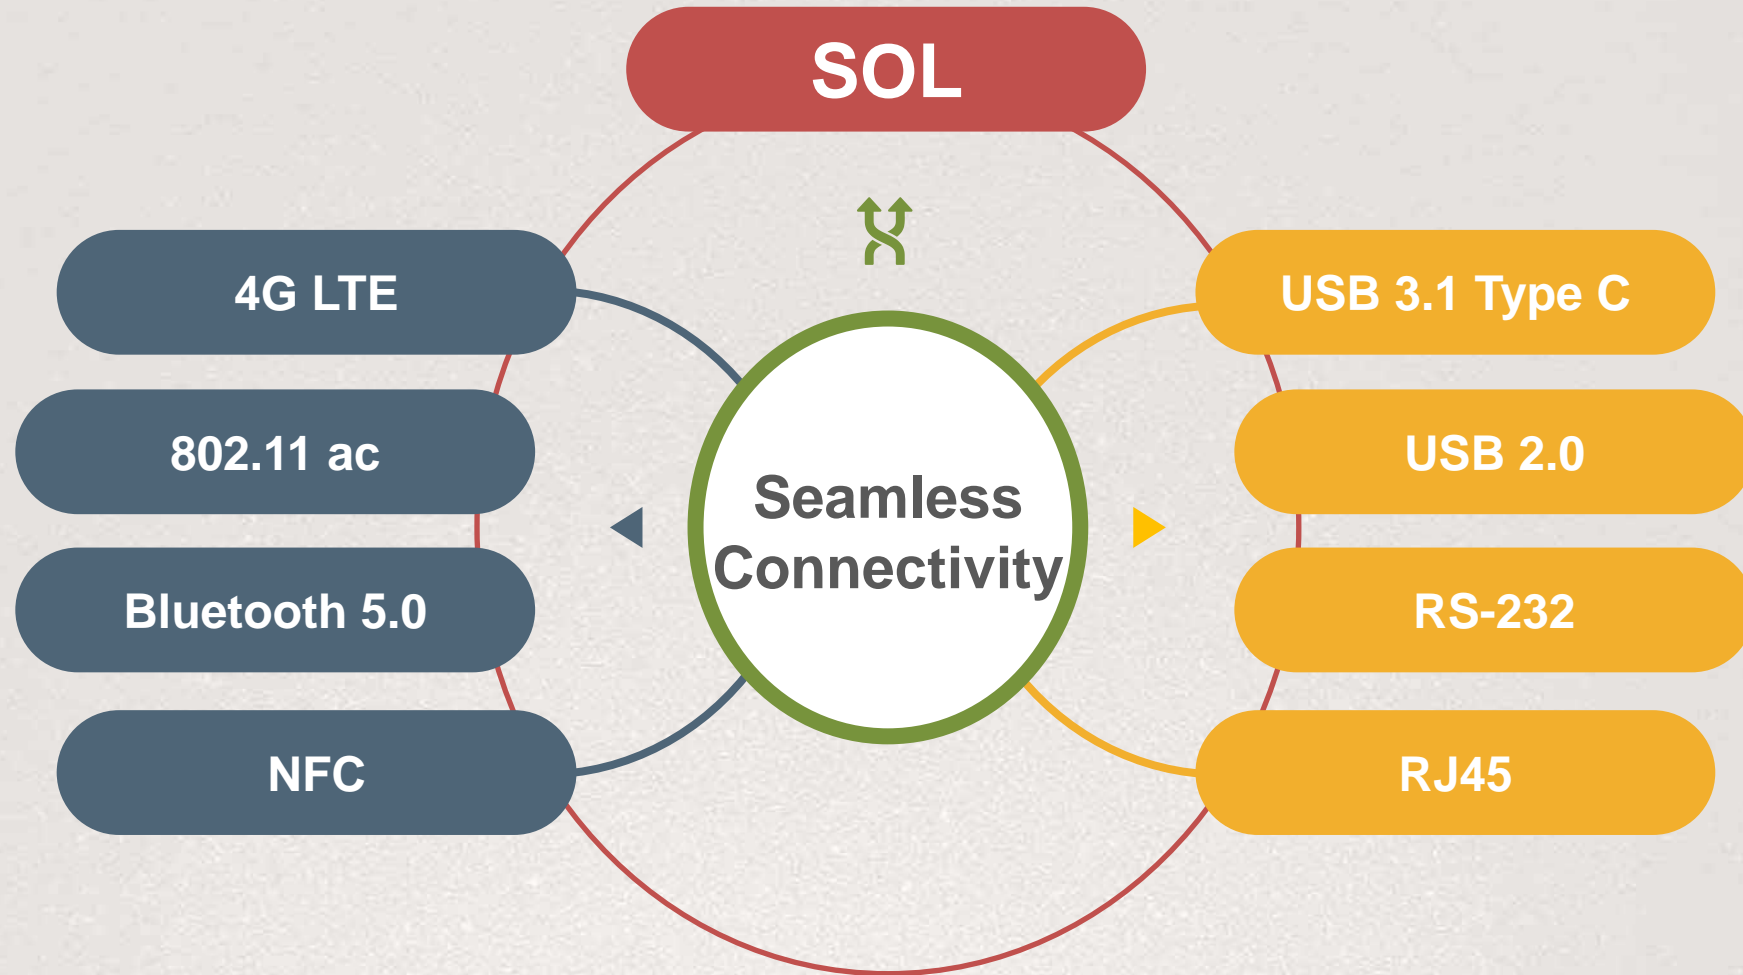 SOL
4G LTE
802.11 ac
Bluetooth 5.0
NFC
Seamless
Connectivity
USB 3.1 Type C
USB 2.0
RS-232
RJ45